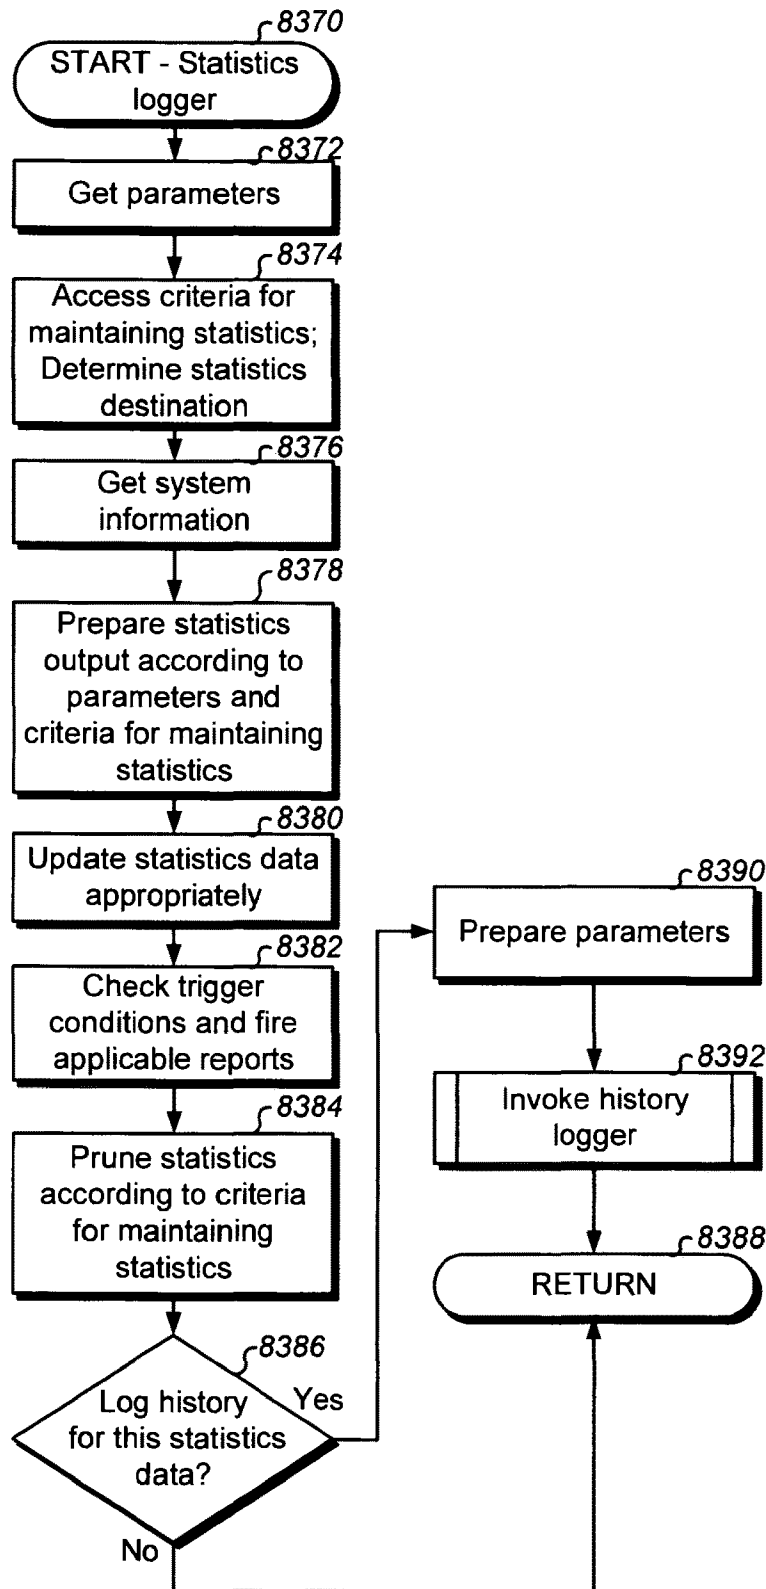 8370
START - Statistics
logger
8372
Get parameters
8374
Access criteria for
maintaining statistics;
Determine statistics
destination
8376
Get system
information
8378
Prepare statistics
output according to
parameters and
criteria for maintaining
statistics
8380
Update statistics data
appropriately
8382
Check trigger
conditions and fire
applicable reports
8384
Prune statistics
according to criteria
for maintaining
statistics
8386
Log history
for this statistics
data?
Yes
No
8390
Prepare parameters
8392
Invoke history
logger
8388
RETURN